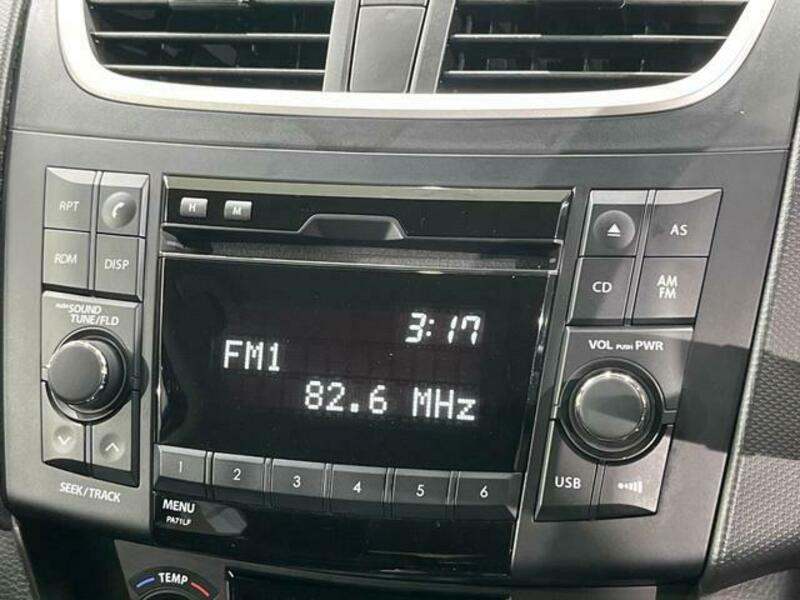 RPT
H
M
AS
RDM
DISP
CD
AM
FM
PUSH SOUND
TUNE/FLD
3:17
FM1
82.6 MHz
VOL PUSH PWR
1 2 3 4 5 6
USB
SEEK/TRACK
MENU
PA71LF
TEMP